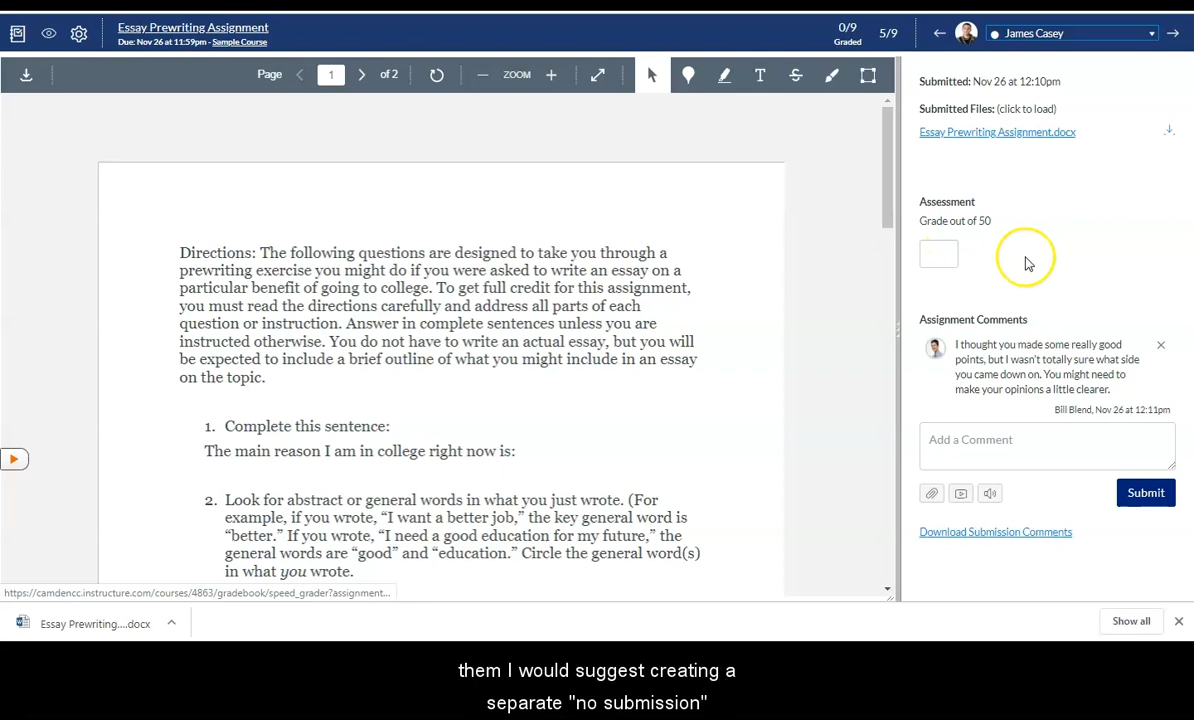 Essay Prewriting Assignment
Due: Nov 26 at 11:59pm - Sample Course
0/9
Graded
5/9
James Casey
Page
1
of 2
ZOOM
T
Submitted: Nov 26 at 12:10pm
Submitted Files: (click to load)
Essay Prewriting Assignment.docx
Assessment
Grade out of 50
Directions: The following questions are designed to take you through a
prewriting exercise you might do if you were asked to write an essay on a
particular benefit of going to college. To get full credit for this assignment,
you must read the directions carefully and address all parts of each
question or instruction. Answer in complete sentences unless you are
instructed otherwise. You do not have to write an actual essay, but you will
be expected to include a brief outline of what you might include in an essay
on the topic.
1. Complete this sentence:
The main reason I am in college right now is:
2. Look for abstract or general words in what you just wrote. (For
example, if you wrote, “I want a better job,” the key general word is
“better.” If you wrote, “I need a good education for my future,” the
general words are “good” and “education.” Circle the general word(s)
in what you wrote.
Assignment Comments
I thought you made some really good
points, but I wasn't totally sure what side
you came down on. You might need to
make your opinions a little clearer.
Bill Blend, Nov 26 at 12:11pm
Add a Comment
Submit
Download Submission Comments
https://camdencc.instructure.com/courses/4863/gradebook/speed_grader?assignment...
Essay Prewriting....docx
Show all
them I would suggest creating a
separate "no submission"